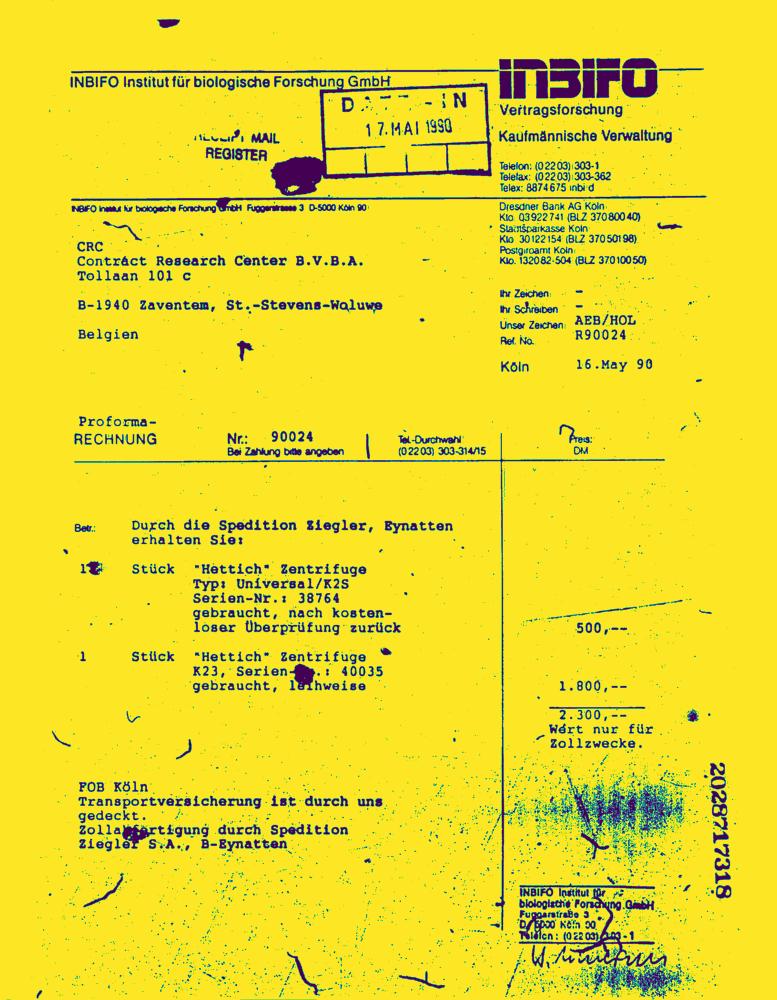 INBIFO Institut für biologische Forschung GmbH
INBIFO
Vertragsforschung
Kaufmännische Verwaltung
17.MAI 1990
MAIL
REGISTER
Telefon: (02203) 303-1
Telefax: (02203) 303-362
Telex: 8874675 inbi d
INBIFO Institut für biologische Forschung GmbH Fuggerstrasse 3 D-5000 Köln 90
Dresdner Bank AG Köln
Kto. 03922741 (BLZ 37080040)
Stadtsparkasse Köln
Kto. 30122154 (BLZ 37050198)
Postgiroamt Köln
Kto. 132082-504 (BLZ 37010050)
CRC
Contract Research Center B.V.B.A.
Tollaan 101 c
B-1940 Zaventem, St.-Stevens-Woluwe
Belgien
Ihr Zeichen: -
Ihr Schreiben -
Unser Zeichen: AEB/HOL
Ref. No. R90024
Köln 16.May 90
Proforma-
RECHNUNG Nr.: 90024 Tel.-Durchwahl Preis:
Bei Zahlung bitte angeben (02203) 303-314/15 DM
Betr.: Durch die Spedition Ziegler, Eynatten
erhalten Sie:
1 Stück "Hettich" Zentrifuge
Typ: Universal/K2S
Serien-Nr.: 38764
gebraucht, nach kosten-
loser Überprüfung zurück 500,--
1 Stück "Hettich" Zentrifuge
K23, Serien- .: 40035
gebraucht, leihweise 1.800,--
2.300,--
Wert nur für
Zollzwecke.
FOB Köln
Transportversicherung ist durch uns
gedeckt.
Zollabfertigung durch Spedition
Ziegler S.A., B-Eynatten
2028717318
INBIFO Institut für
biologische Forschung GmbH
Fuggerstraße 3
D-5000 Köln 90
Telefon: (02203) 303-1